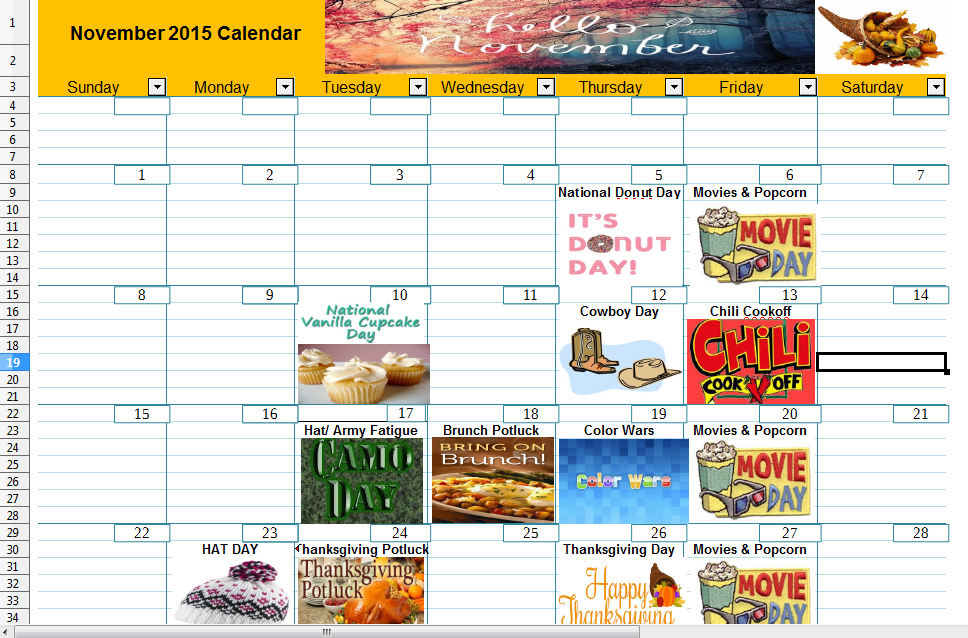 1
November 2015 Calendar
hello
November
2
3 Sunday Monday Tuesday Wednesday Thursday Friday Saturday
4
5
6
7
8 1 2 3 4 5 6 7
9 National Donut Day Movies & Popcorn
10
11 IT'S MOVIE
12 DONUT
13 DAY! DAY
14
15 8 9 10 11 12 13 14
16 National Cowboy Day Chili Cookoff
17 Vanilla Cupcake CHILI
18 Day
19
20 COOK OFF
21
22 15 16 17 18 19 20 21
23 Hat/ Army Fatigue Brunch Potluck Color Wars Movies & Popcorn
24 CAMO BRING ON MOVIE
25 Brunch!
26 DAY Color Wars DAY
27
28
29 22 23 24 25 26 27 28
30 HAT DAY Thanksgiving Potluck Thanksgiving Day Movies & Popcorn
31 Thanksgiving MOVIE
32 Potluck Happy
33 Thanksgiving DAY
34